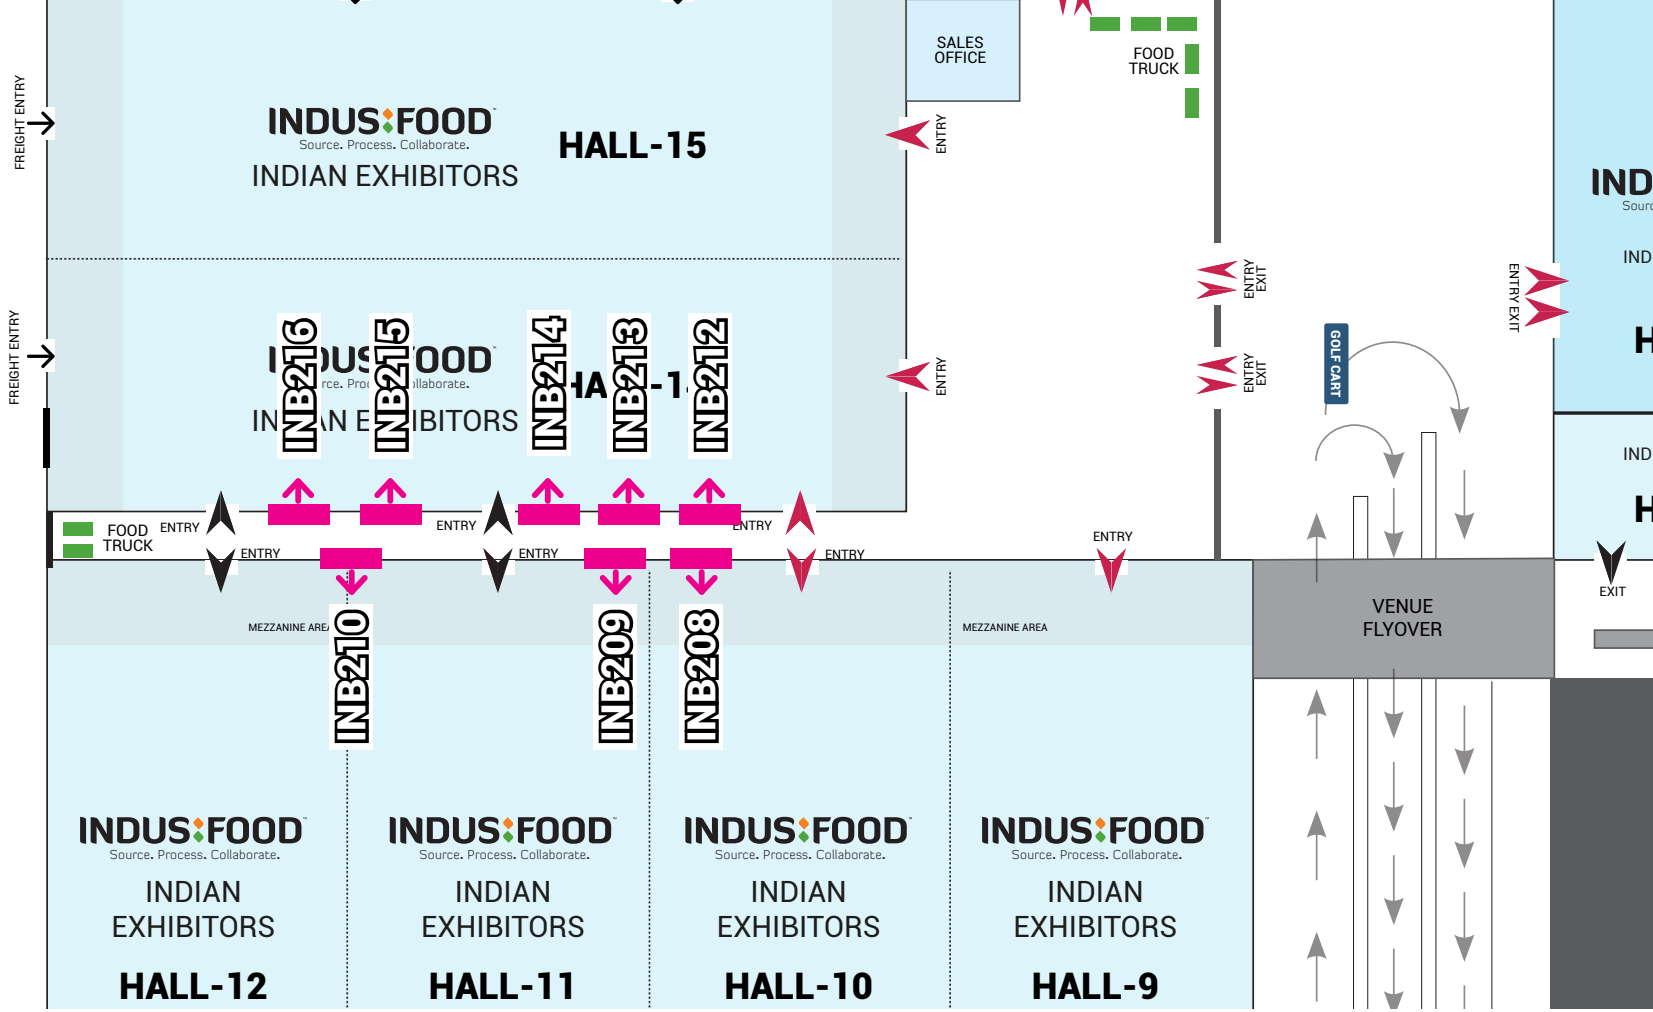 SALES
OFFICE
FOOD
TRUCK
FREIGHT ENTRY
INDUS FOOD
Source. Process. Collaborate.
INDIAN EXHIBITORS
HALL-15
ENTRY
IND
IND
ENTRY
EXIT
ENTRY EXIT
FREIGHT ENTRY
INB216
INB215
INB214
INB213
INB212
ENTRY
ENTRY
EXIT
GOLF CART
H
IND
H
FOOD
TRUCK
ENTRY
ENTRY
ENTRY
ENTRY
ENTRY
ENTRY
ENTRY
EXIT
MEZZANINE AREA
INB210
INB209
INB208
MEZZANINE AREA
VENUE
FLYOVER
INDUS FOOD
Source. Process. Collaborate.
INDIAN
EXHIBITORS
HALL-12
INDUS FOOD
Source. Process. Collaborate.
INDIAN
EXHIBITORS
HALL-11
INDUS FOOD
Source. Process. Collaborate.
INDIAN
EXHIBITORS
HALL-10
INDUS FOOD
Source. Process. Collaborate.
INDIAN
EXHIBITORS
HALL-9